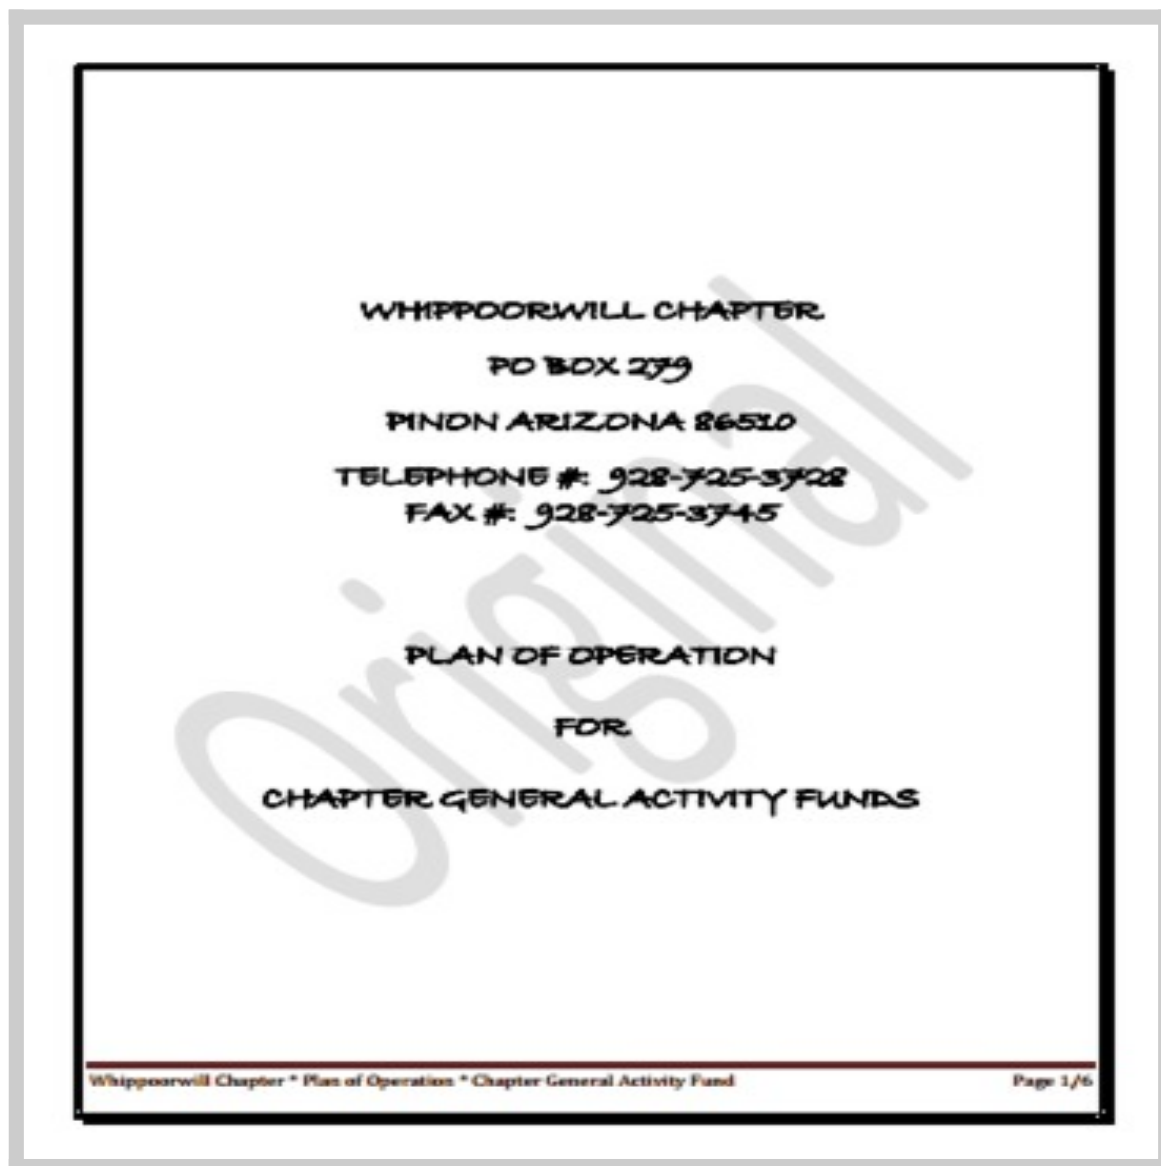 WHIPPOORWILL CHAPTER
PO BOX 279
PINON ARIZONA 86510
TELEPHONE #: 928-725-3728
FAX #: 928-725-3745
Original
PLAN OF OPERATION
FOR
CHAPTER GENERAL ACTIVITY FUNDS
Whippoorwill Chapter * Plan of Operation * Chapter General Activity Fund Page 1/6